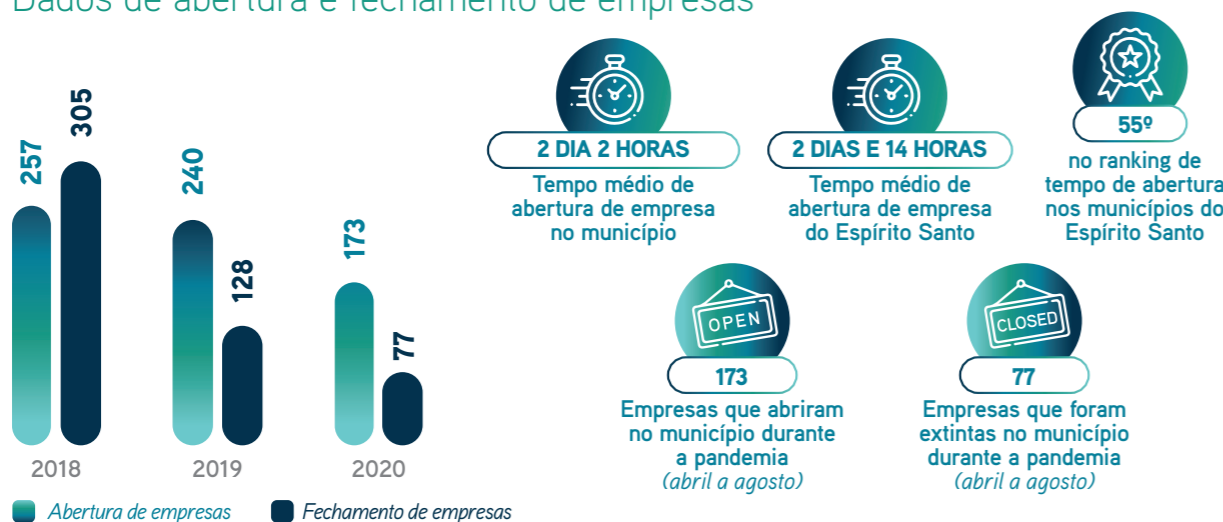 Dados de abertura e fechamento de empresas
257
305
240
128
173
77
2018
2019
2020
Abertura de empresas
Fechamento de empresas
2 DIA 2 HORAS
Tempo médio de
abertura de empresa
no município
2 DIAS E 14 HORAS
Tempo médio de
abertura de empresa
do Espírito Santo
55º
no ranking de
tempo de abertura
nos municípios do
Espírito Santo
OPEN
173
Empresas que abriram
no município durante
a pandemia
(abril a agosto)
CLOSED
77
Empresas que foram
extintas no município
durante a pandemia
(abril a agosto)